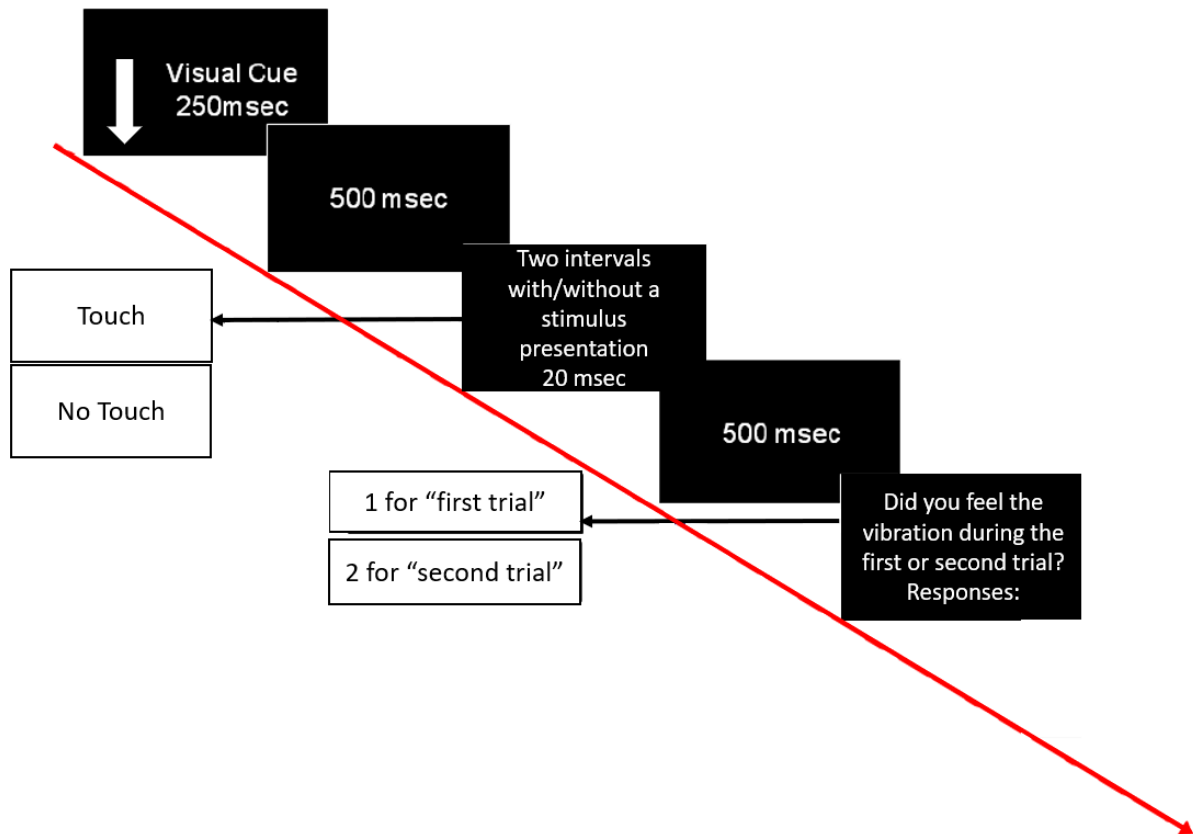 Visual Cue
250msec
500 msec
Two intervals
with/without a
stimulus
presentation
20 msec
Touch
No Touch
500 msec
Did you feel the
vibration during the
first or second trial?
Responses:
1 for “first trial”
2 for “second trial”